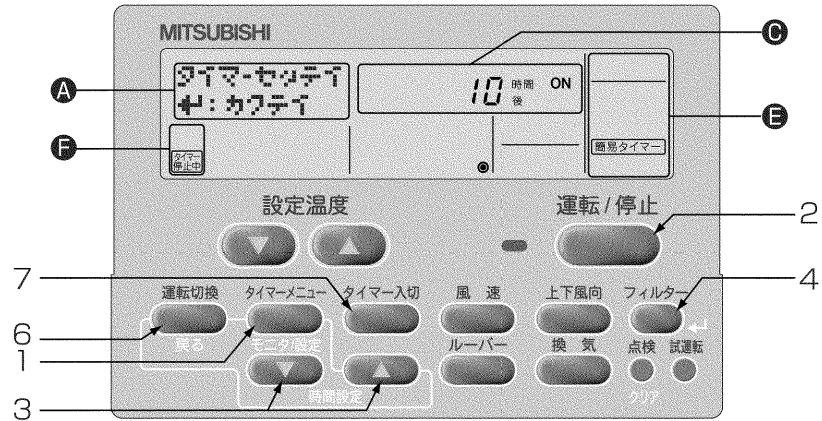 MITSUBISHI
C
A
タイマーセッテイ
↵:カクテイ
10 時間後 ON
E
F
タイマー停止中
簡易タイマー
設定温度
運転/停止
2
7
運転切換
タイマーメニュー
タイマー入切
風 速
上下風向
フィルター
4
6
戻る
1
モニタ/設定
ルーバー
換 気
点検
試運転
3
時間設定
クリア